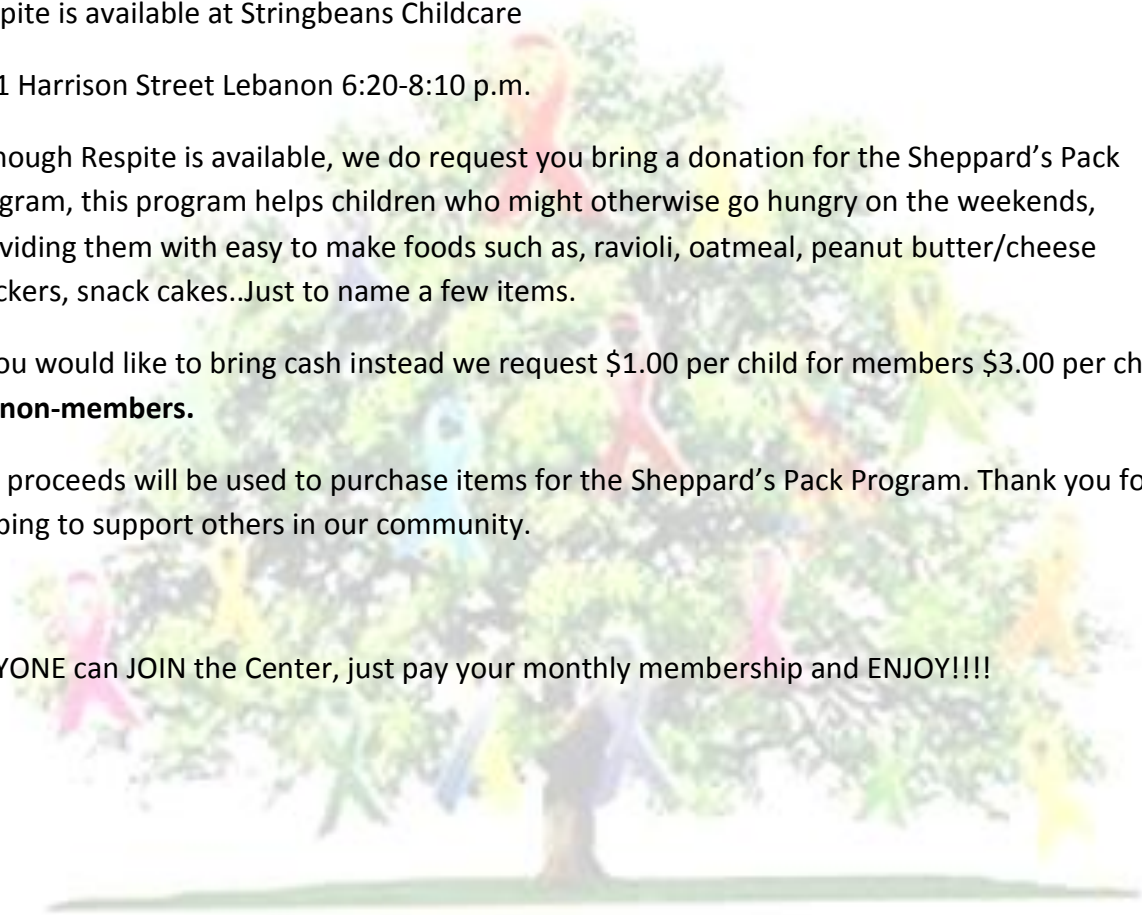 pite is available at Stringbeans Childcare
1 Harrison Street Lebanon 6:20-8:10 p.m.
hough Respite is available, we do request you bring a donation for the Sheppard’s Pack
gram, this program helps children who might otherwise go hungry on the weekends,
viding them with easy to make foods such as, ravioli, oatmeal, peanut butter/cheese
ckers, snack cakes..Just to name a few items.
ou would like to bring cash instead we request $1.00 per child for members $3.00 per ch
non-members.
proceeds will be used to purchase items for the Sheppard’s Pack Program. Thank you fo
ping to support others in our community.
YONE can JOIN the Center, just pay your monthly membership and ENJOY!!!!